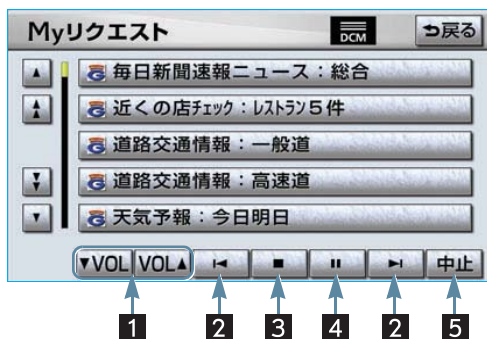 Myリクエスト DCM ⮌戻る
毎日新聞速報ニュース：総合
近くの店チェック：レストラン5件
道路交通情報：一般道
道路交通情報：高速道
天気予報：今日明日
▼VOL VOL▲ I◀ ■ II ▶I 中止
1 2 3 4 2 5